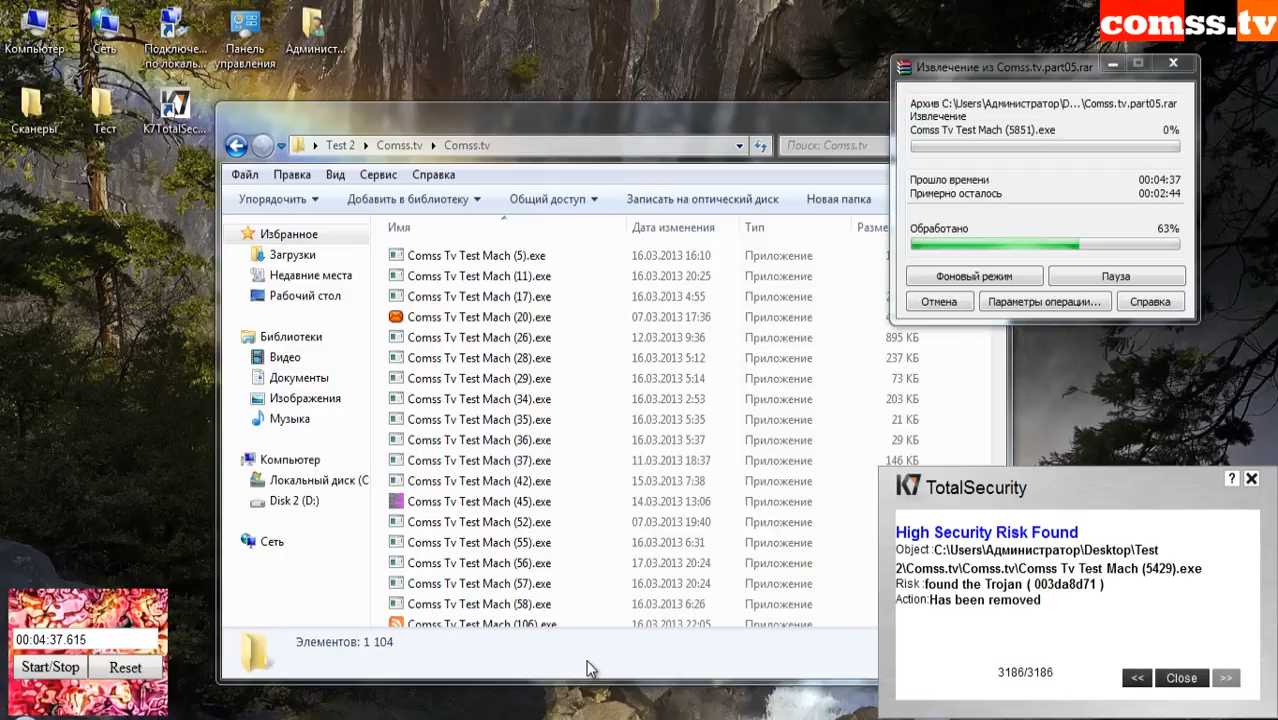 comss.tv
Компьютер
Сеть
Подключе...
по локаль...
Панель
управления
Админист...
Сканеры
Тест
K7TotalSec...
Test 2 Comss.tv Comss.tv
Поиск: Comss.tv
Файл Правка Вид Сервис Справка
Упорядочить Добавить в библиотеку Общий доступ Записать на оптический диск Новая папка
Имя Дата изменения Тип Разме
Избранное
Загрузки
Недавние места
Рабочий стол
Библиотеки
Видео
Документы
Изображения
Музыка
Компьютер
Локальный диск (C
Disk 2 (D:)
Сеть
Comss Tv Test Mach (5).exe 16.03.2013 16:10 Приложение
Comss Tv Test Mach (11).exe 16.03.2013 20:25 Приложение
Comss Tv Test Mach (17).exe 16.03.2013 4:55 Приложение
Comss Tv Test Mach (20).exe 07.03.2013 17:36 Приложение
Comss Tv Test Mach (26).exe 12.03.2013 9:36 Приложение 895 КБ
Comss Tv Test Mach (28).exe 16.03.2013 5:12 Приложение 237 КБ
Comss Tv Test Mach (29).exe 16.03.2013 5:14 Приложение 73 КБ
Comss Tv Test Mach (34).exe 16.03.2013 2:53 Приложение 203 КБ
Comss Tv Test Mach (35).exe 16.03.2013 5:35 Приложение 21 КБ
Comss Tv Test Mach (36).exe 16.03.2013 5:37 Приложение 29 КБ
Comss Tv Test Mach (37).exe 11.03.2013 18:37 Приложение 146 КБ
Comss Tv Test Mach (42).exe 15.03.2013 7:38 Приложение
Comss Tv Test Mach (45).exe 14.03.2013 13:06 Приложение
Comss Tv Test Mach (52).exe 07.03.2013 19:40 Приложение
Comss Tv Test Mach (55).exe 16.03.2013 6:31 Приложение
Comss Tv Test Mach (56).exe 17.03.2013 20:24 Приложение
Comss Tv Test Mach (57).exe 16.03.2013 20:24 Приложение
Comss Tv Test Mach (58).exe 16.03.2013 6:26 Приложение
Comss Tv Test Mach (106).exe 16.03.2013 22:05 Приложение
Элементов: 1 104
Извлечение из Comss.tv.part05.rar
Архив C:\Users\Администратор\D...\Comss.tv.part05.rar
Извлечение
Comss Tv Test Mach (5851).exe 0%
Прошло времени 00:04:37
Примерно осталось 00:02:44
Обработано 63%
Фоновый режим Пауза
Отмена Параметры операции... Справка
K7 TotalSecurity
? X
High Security Risk Found
Object :C:\Users\Администратор\Desktop\Test
2\Comss.tv\Comss.tv\Comss Tv Test Mach (5429).exe
Risk :found the Trojan ( 003da8d71 )
Action:Has been removed
3186/3186
<< Close >>
00:04:37.615
Start/Stop Reset